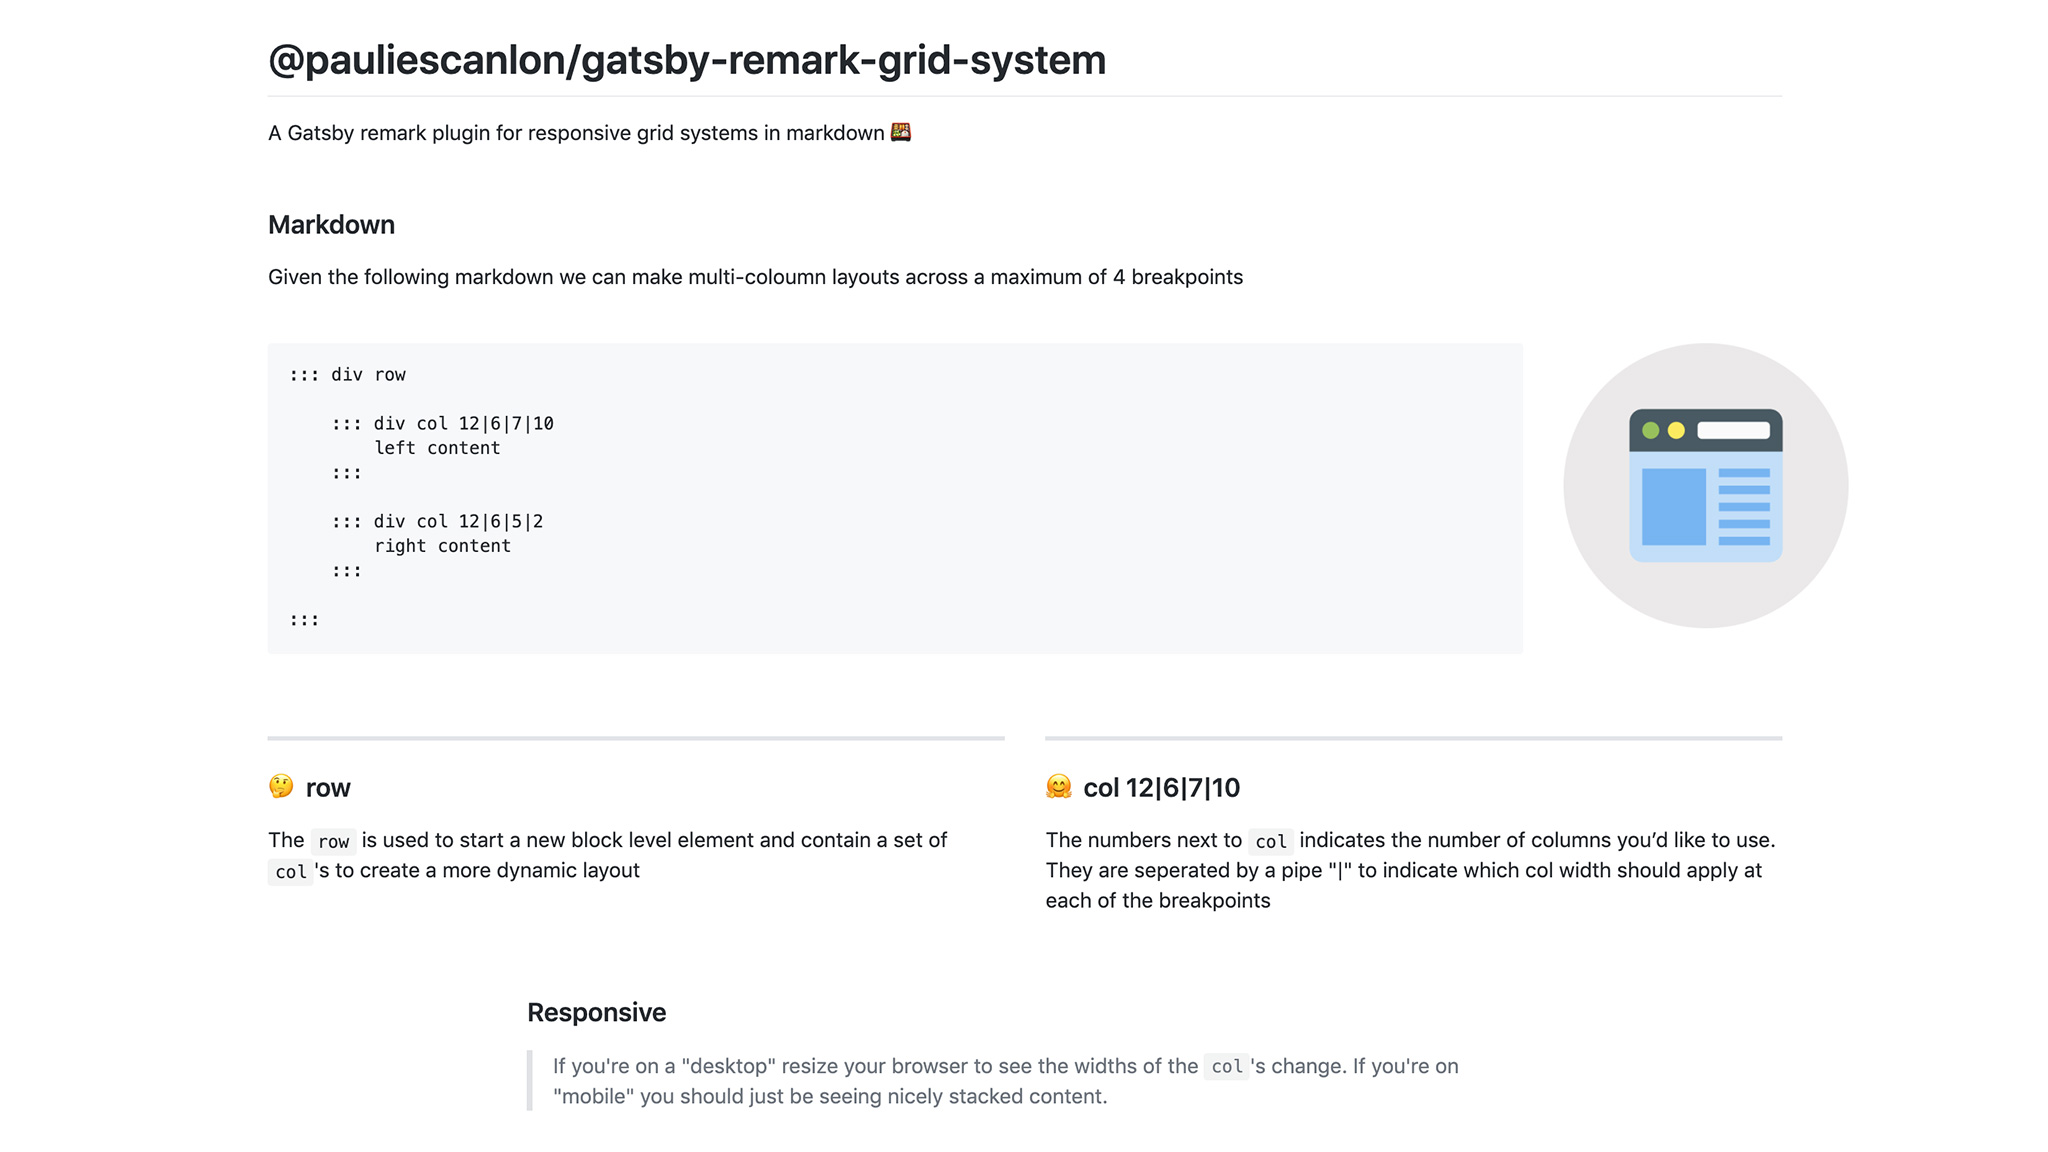 @pauliescanlon/gatsby-remark-grid-system
A Gatsby remark plugin for responsive grid systems in markdown 🍱
Markdown
Given the following markdown we can make multi-coloumn layouts across a maximum of 4 breakpoints
::: div row
::: div col 12|6|7|10
left content
:::
::: div col 12|6|5|2
right content
:::
:::
🤔 row
The row is used to start a new block level element and contain a set of
col's to create a more dynamic layout
🤗 col 12|6|7|10
The numbers next to col indicates the number of columns you’d like to use.
They are seperated by a pipe "|" to indicate which col width should apply at
each of the breakpoints
Responsive
If you're on a "desktop" resize your browser to see the widths of the col's change. If you're on
"mobile" you should just be seeing nicely stacked content.